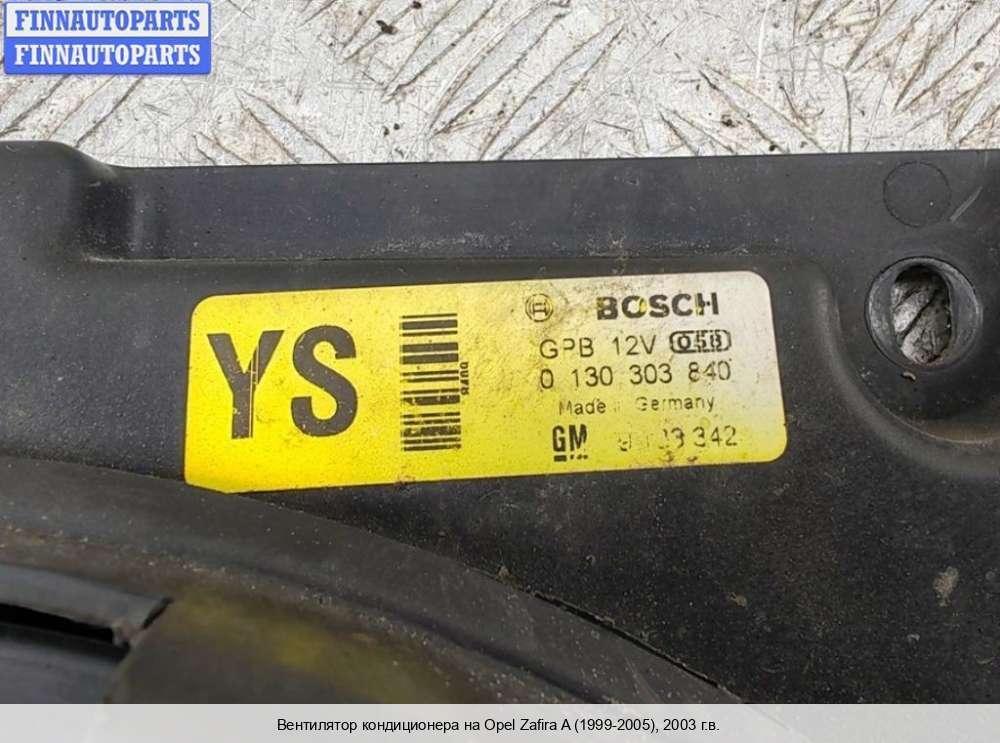 FINNAUTOPARTS
FINNAUTOPARTS
YS
BOSCH
GPB 12V
0 130 303 840
Made Germany
GM 342
Вентилятор кондиционера на Opel Zafira A (1999-2005), 2003 г.в.